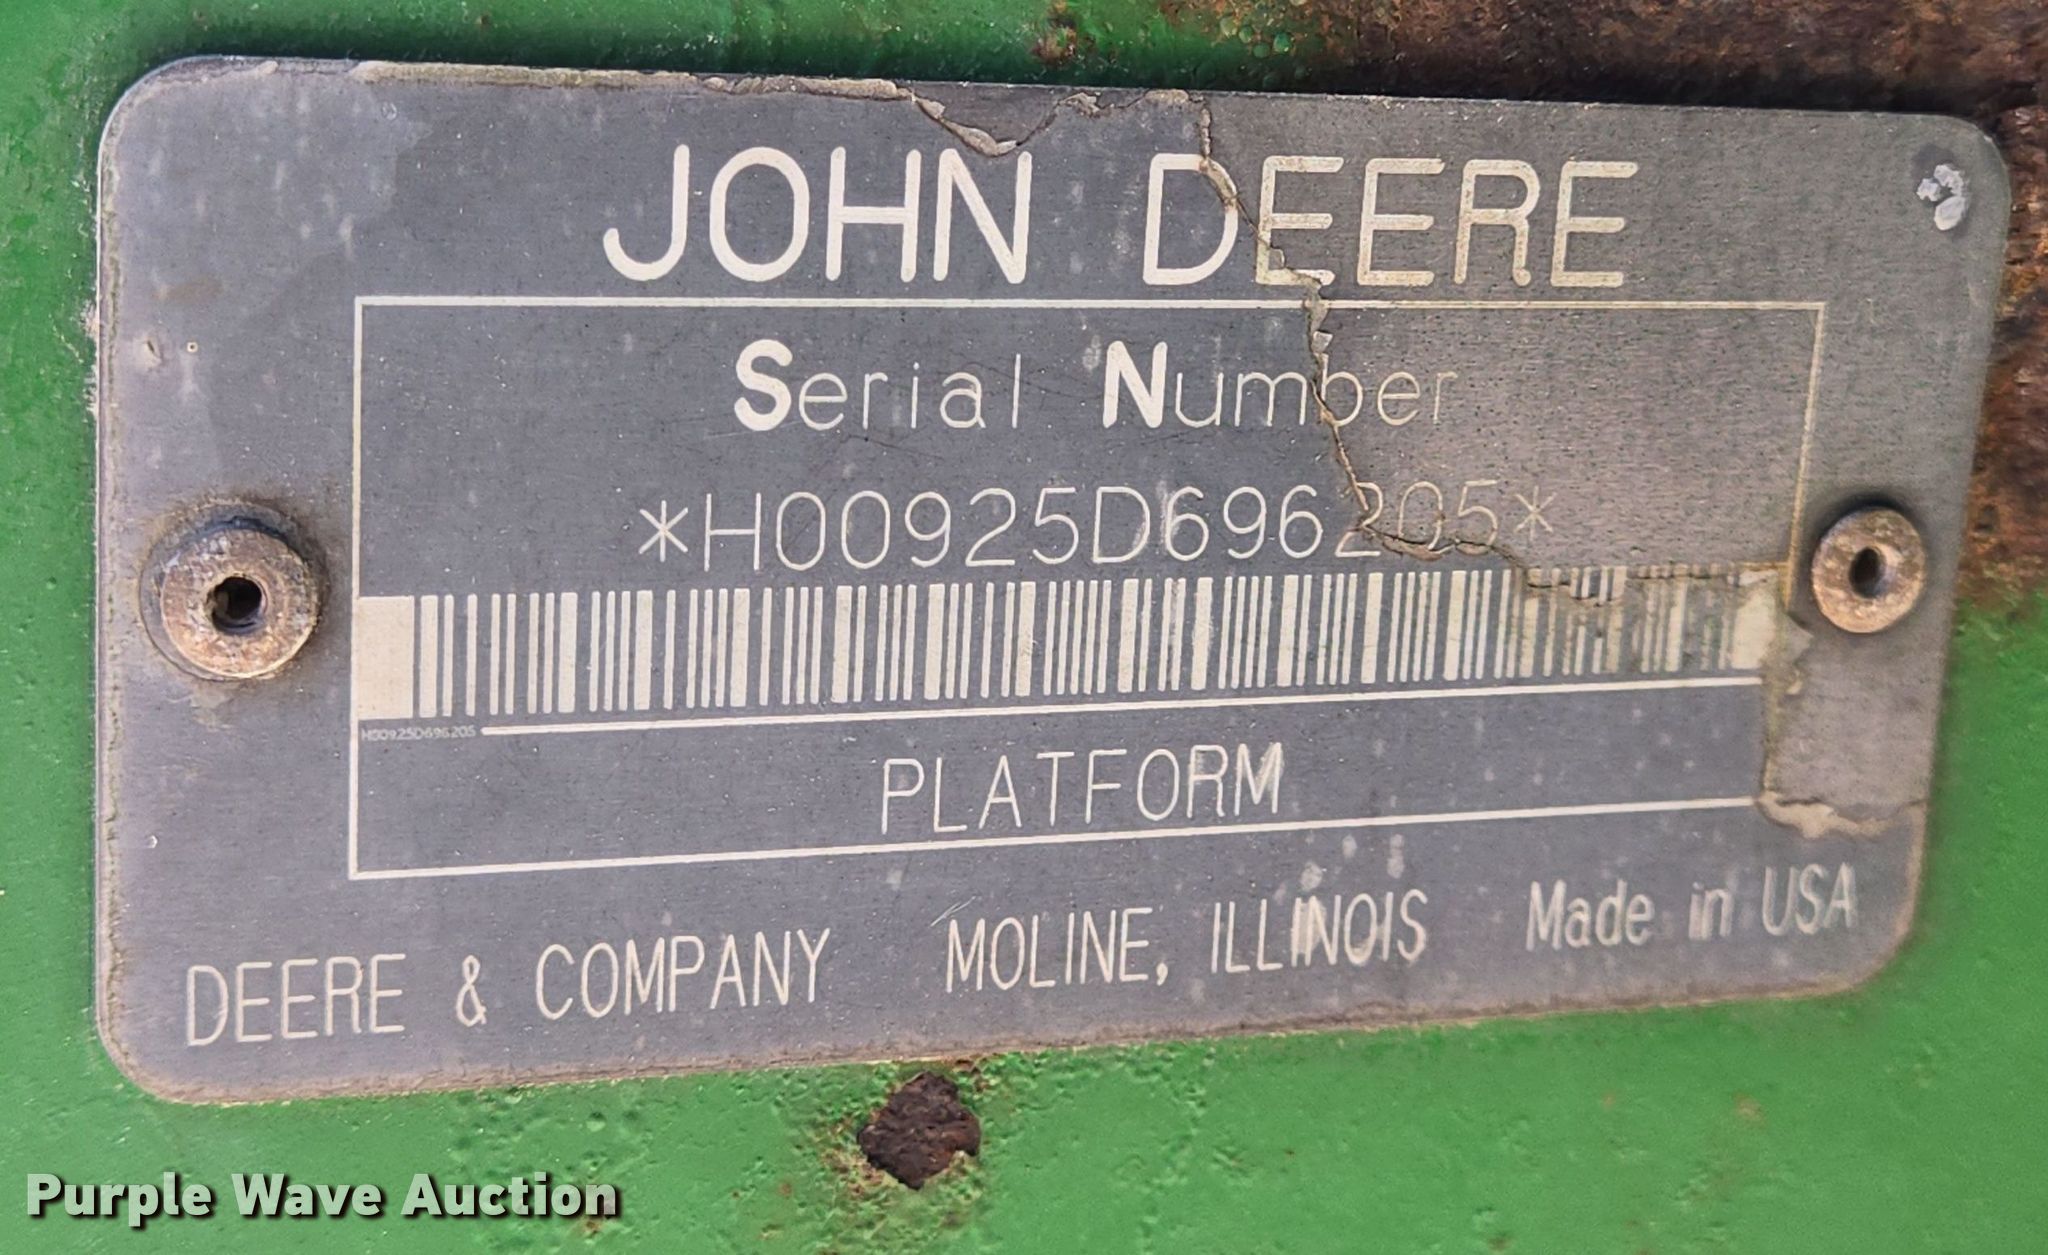 JOHN DEERE
Serial Number
*H00925D696205*
H00925D696205
PLATFORM
DEERE & COMPANY MOLINE, ILLINOIS Made in USA
Purple Wave Auction